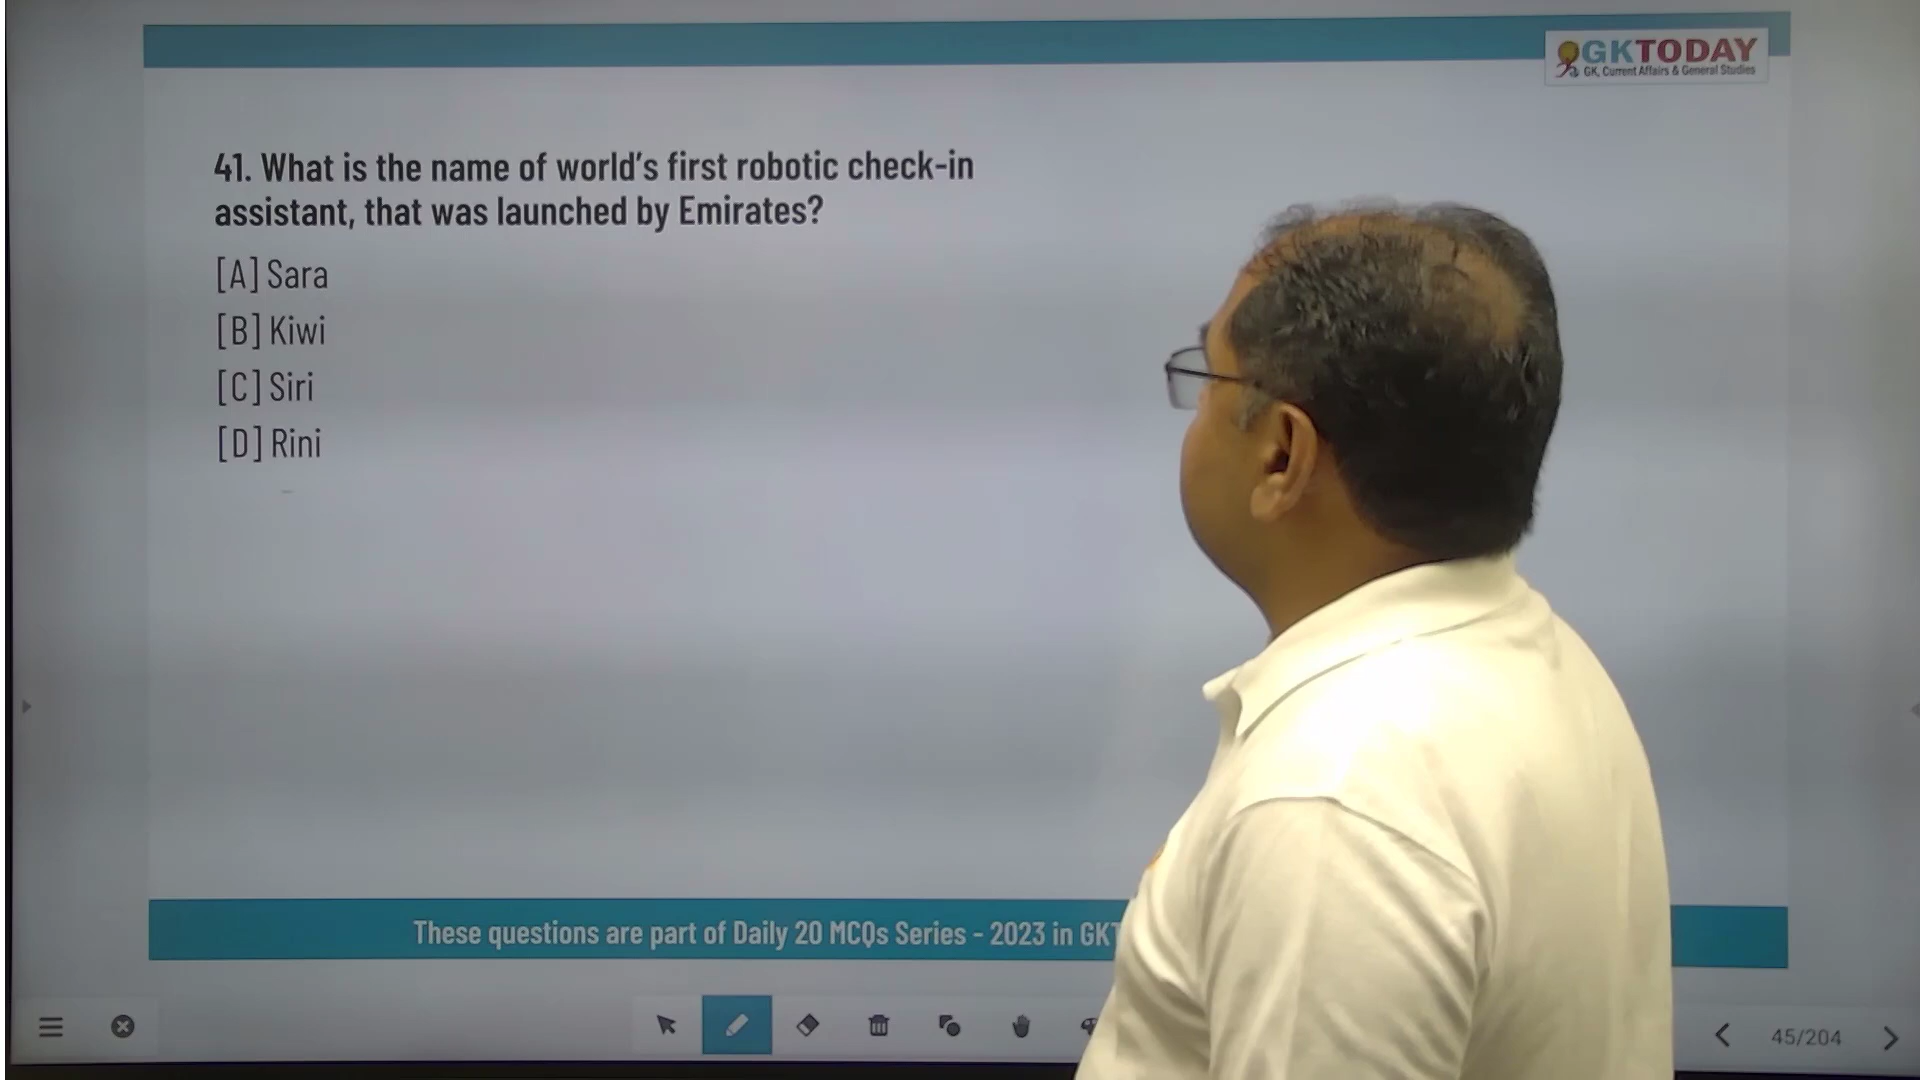 GKTODAY
GK, Current Affairs & General Studies
41. What is the name of world's first robotic check-in
assistant, that was launched by Emirates?
[A] Sara
[B] Kiwi
[C] Siri
[D] Rini
These questions are part of Daily 20 MCQs Series - 2023 in
45/204